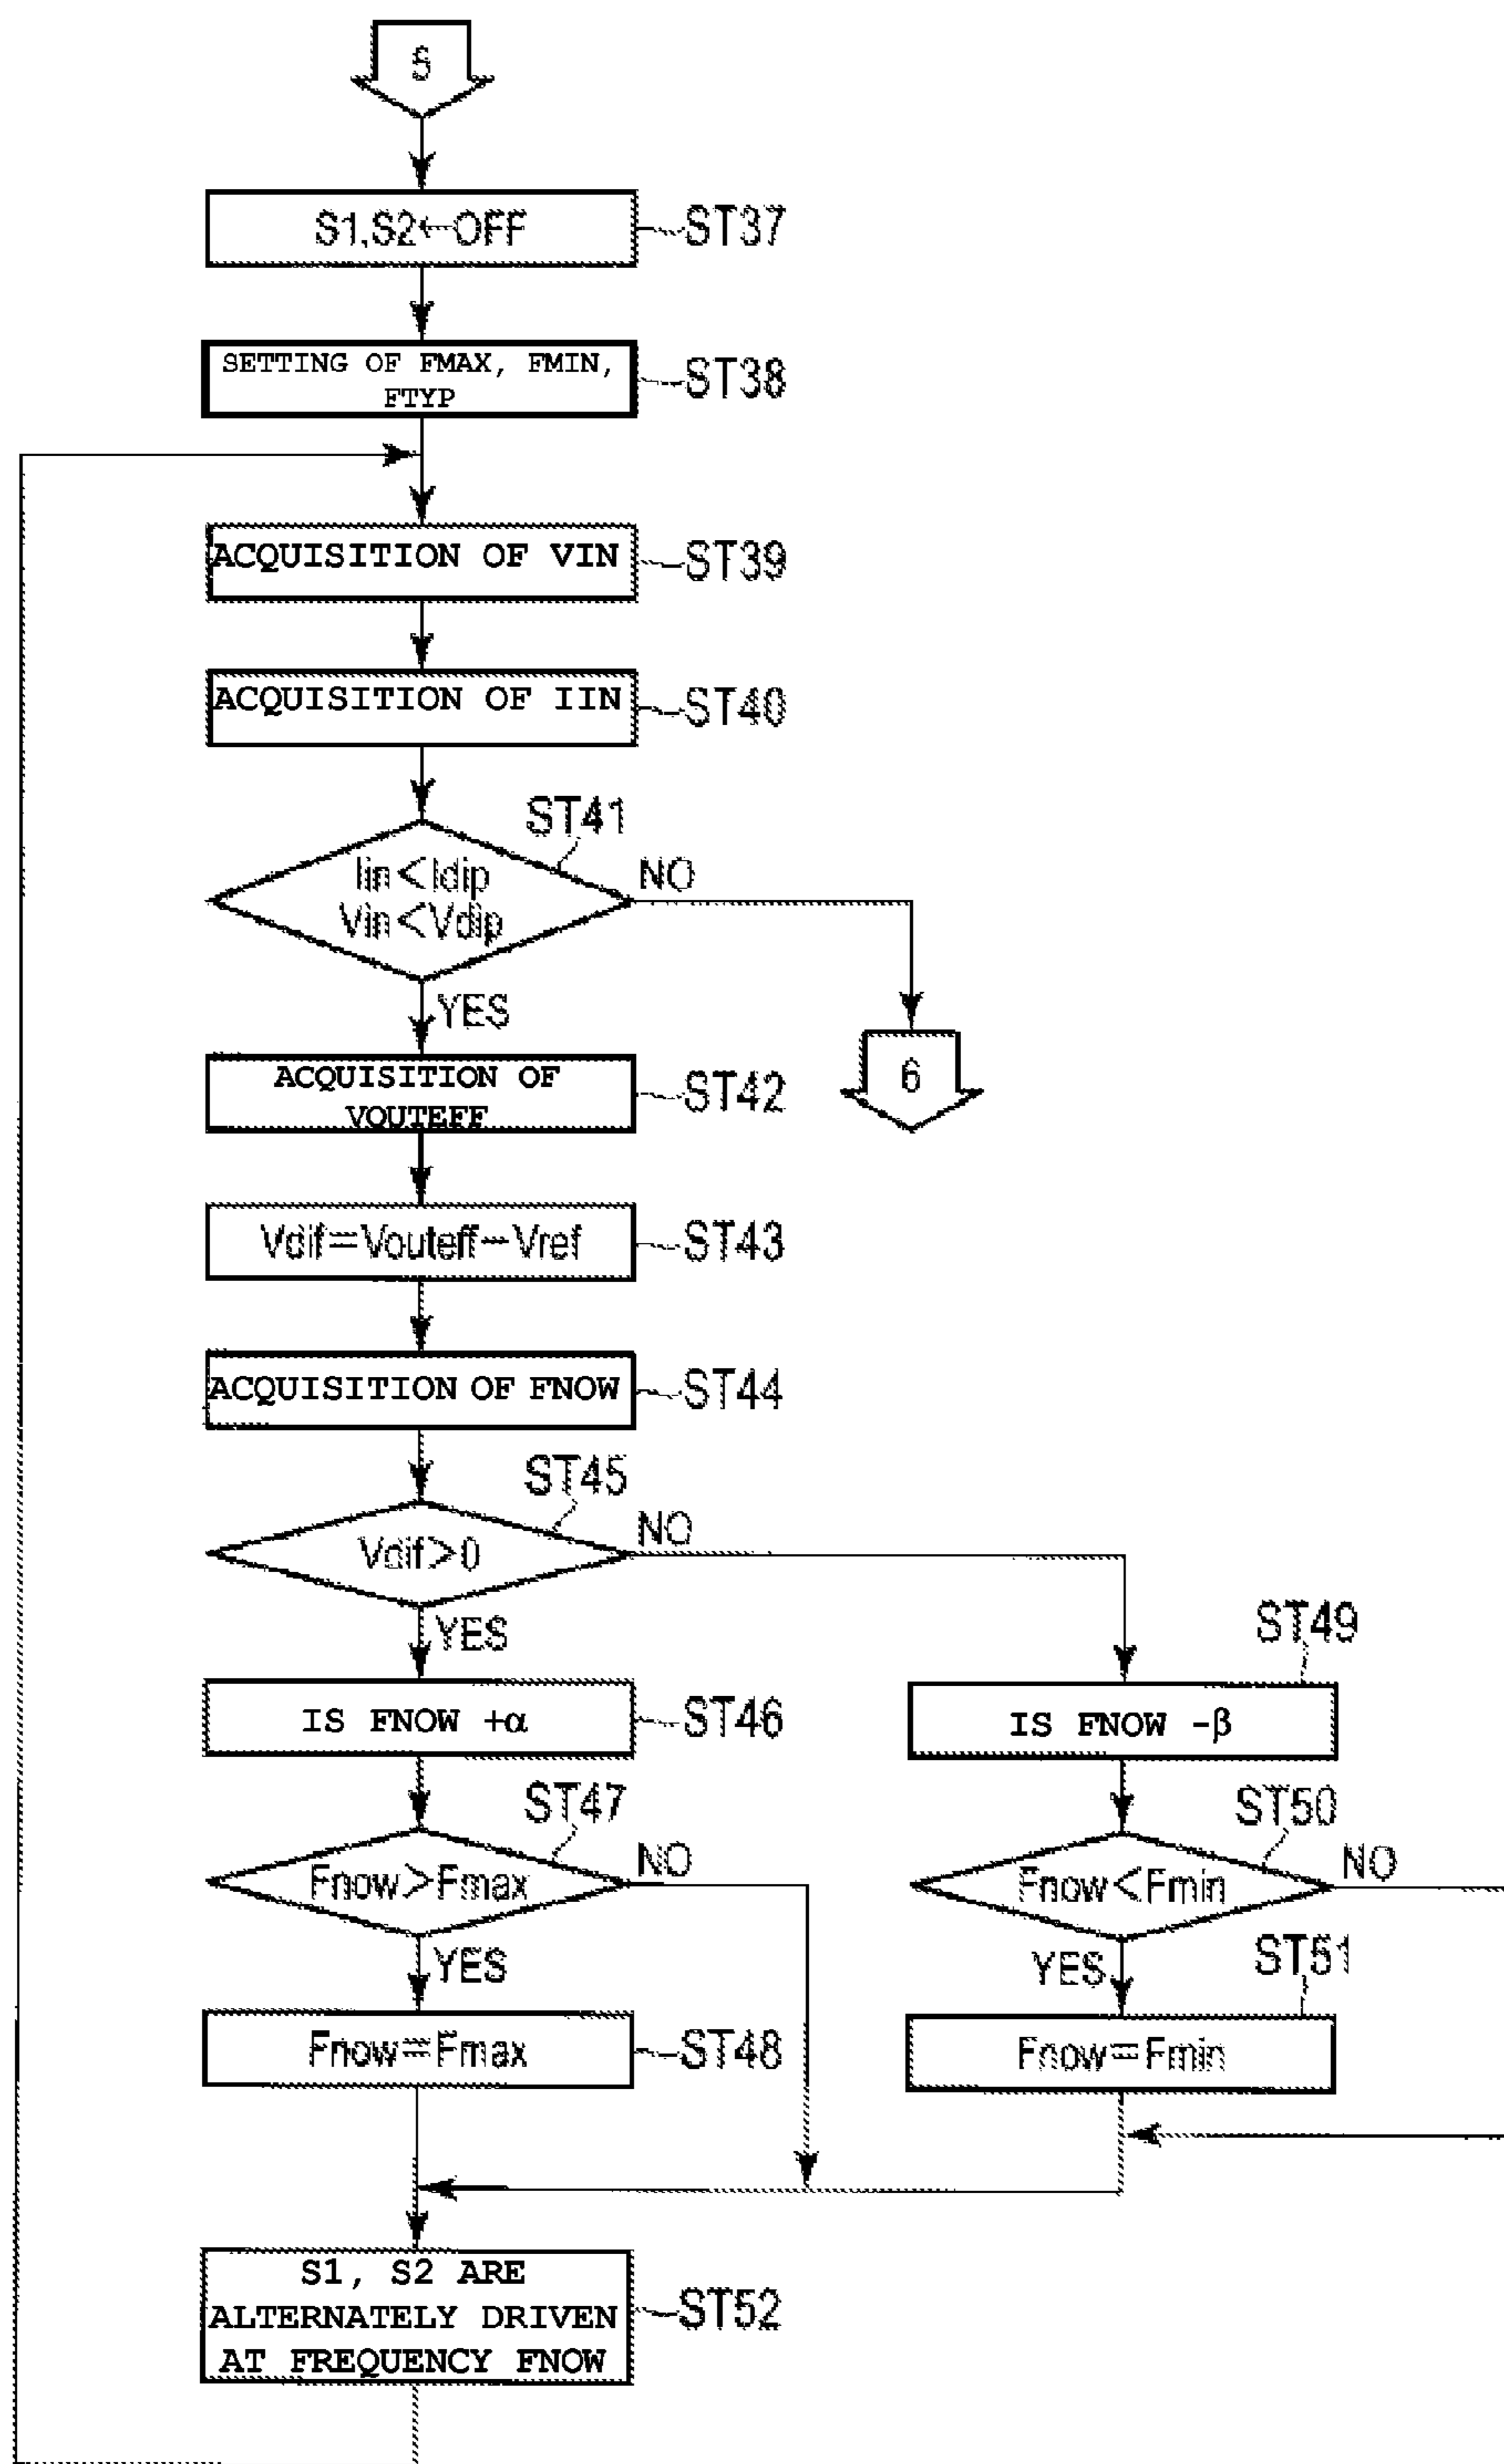 5
S1,S2←OFF
ST37
SETTING OF FMAX, FMIN,
FTYP
ST38
ACQUISITION OF VIN
ST39
ACQUISITION OF IIN
ST40
ST41
Iin<Idip
Vin<Vdip
NO
YES
6
ACQUISITION OF
VOUTEFF
ST42
Vdif=Vouteff-Vref
ST43
ACQUISITION OF FNOW
ST44
ST45
Vdif>0
NO
YES
IS FNOW +α
ST46
ST49
IS FNOW -β
ST47
Fnow>Fmax
NO
YES
ST50
Fnow<Fmin
NO
YES
Fnow=Fmax
ST48
ST51
Fnow=Fmin
S1, S2 ARE
ALTERNATELY DRIVEN
AT FREQUENCY FNOW
ST52